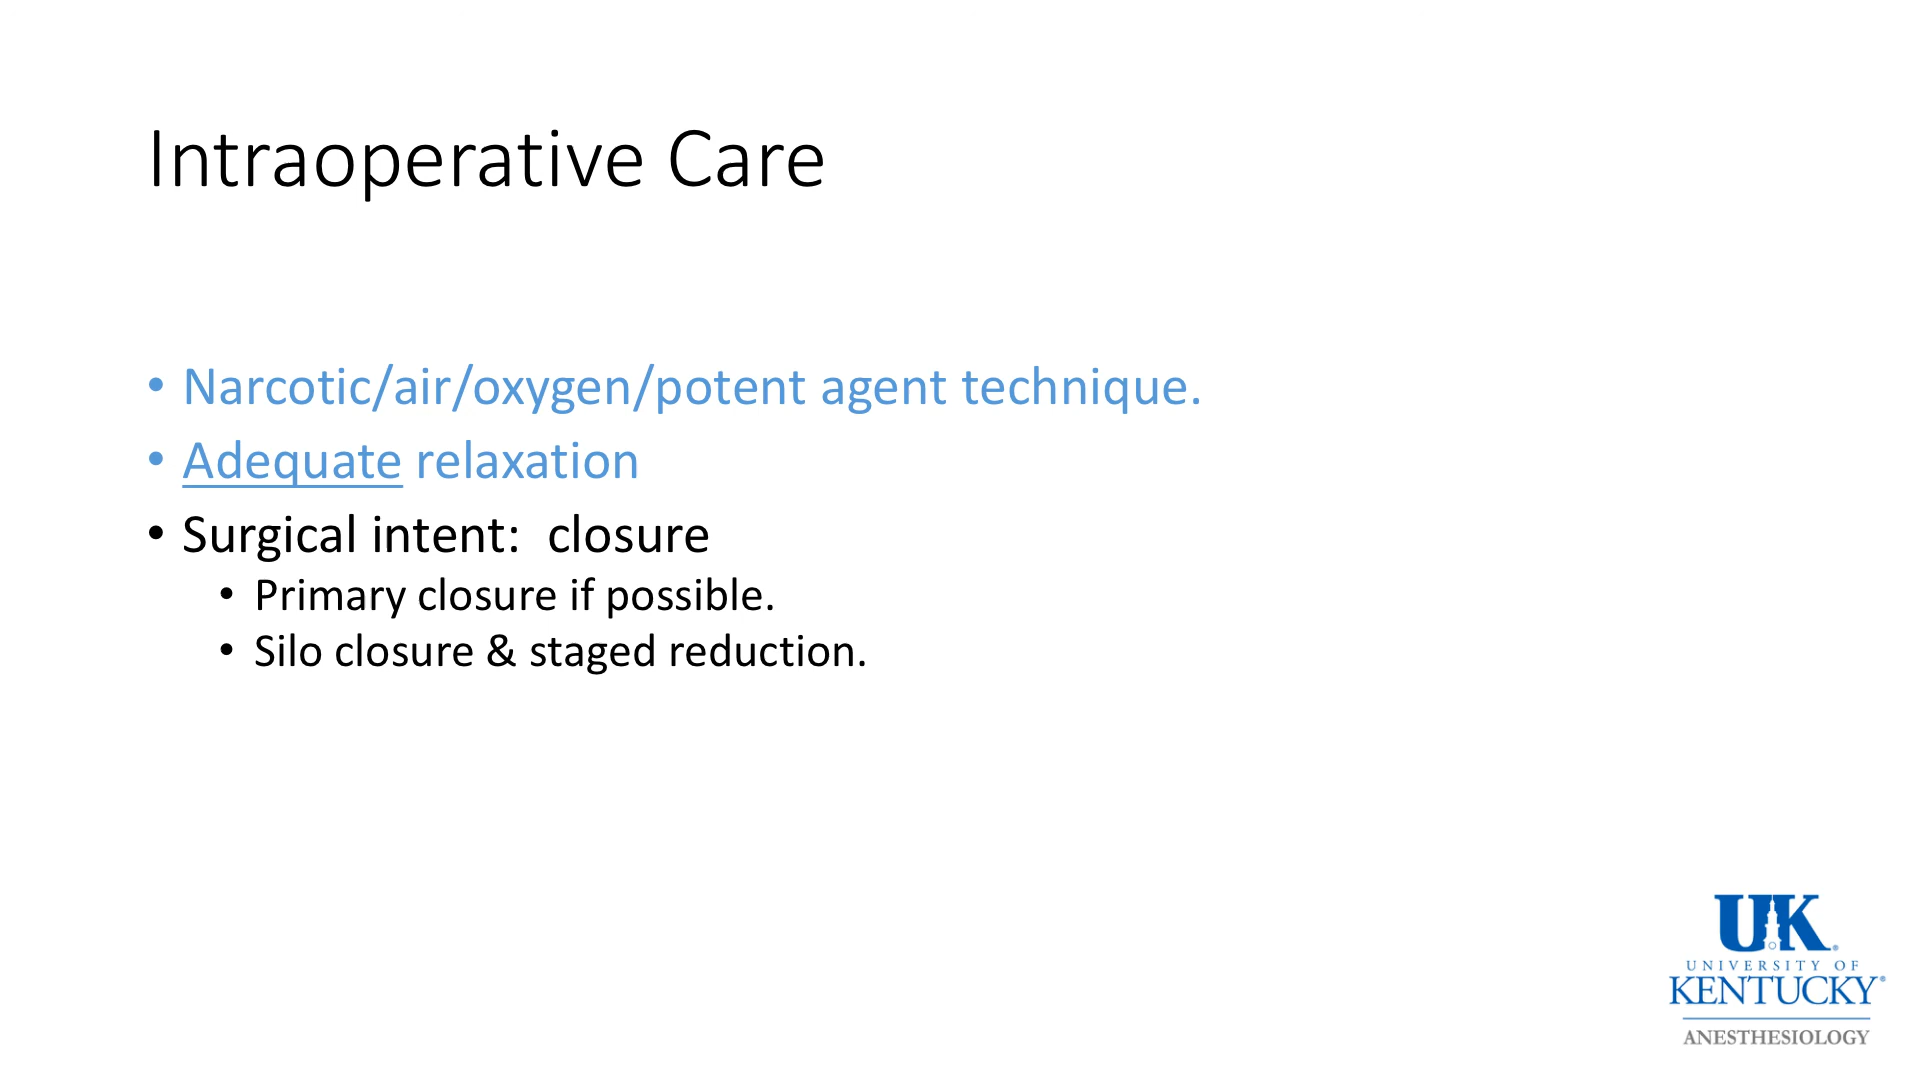 Intraoperative Care
• Narcotic/air/oxygen/potent agent technique.
• Adequate relaxation
• Surgical intent:  closure
• Primary closure if possible.
• Silo closure & staged reduction.
UK®
UNIVERSITY OF
KENTUCKY®
ANESTHESIOLOGY